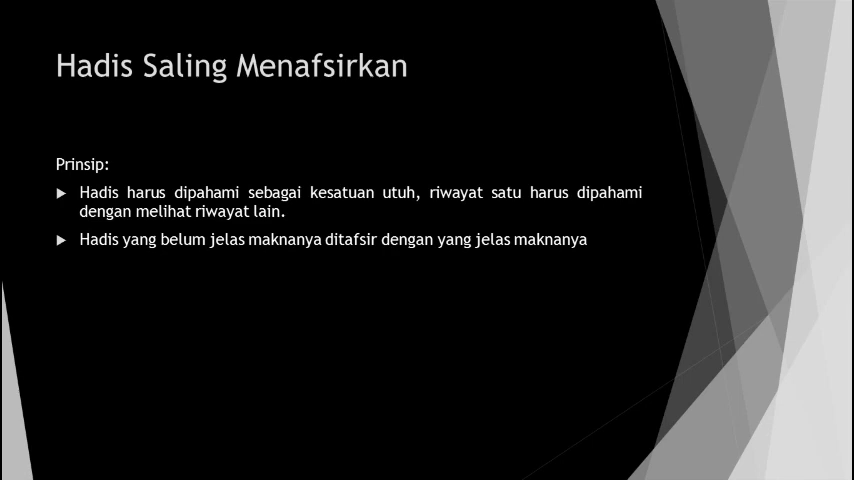 Hadis Saling Menafsirkan
Prinsip:
Hadis harus dipahami sebagai kesatuan utuh, riwayat satu harus dipahami
dengan melihat riwayat lain.
Hadis yang belum jelas maknanya ditafsir dengan yang jelas maknanya